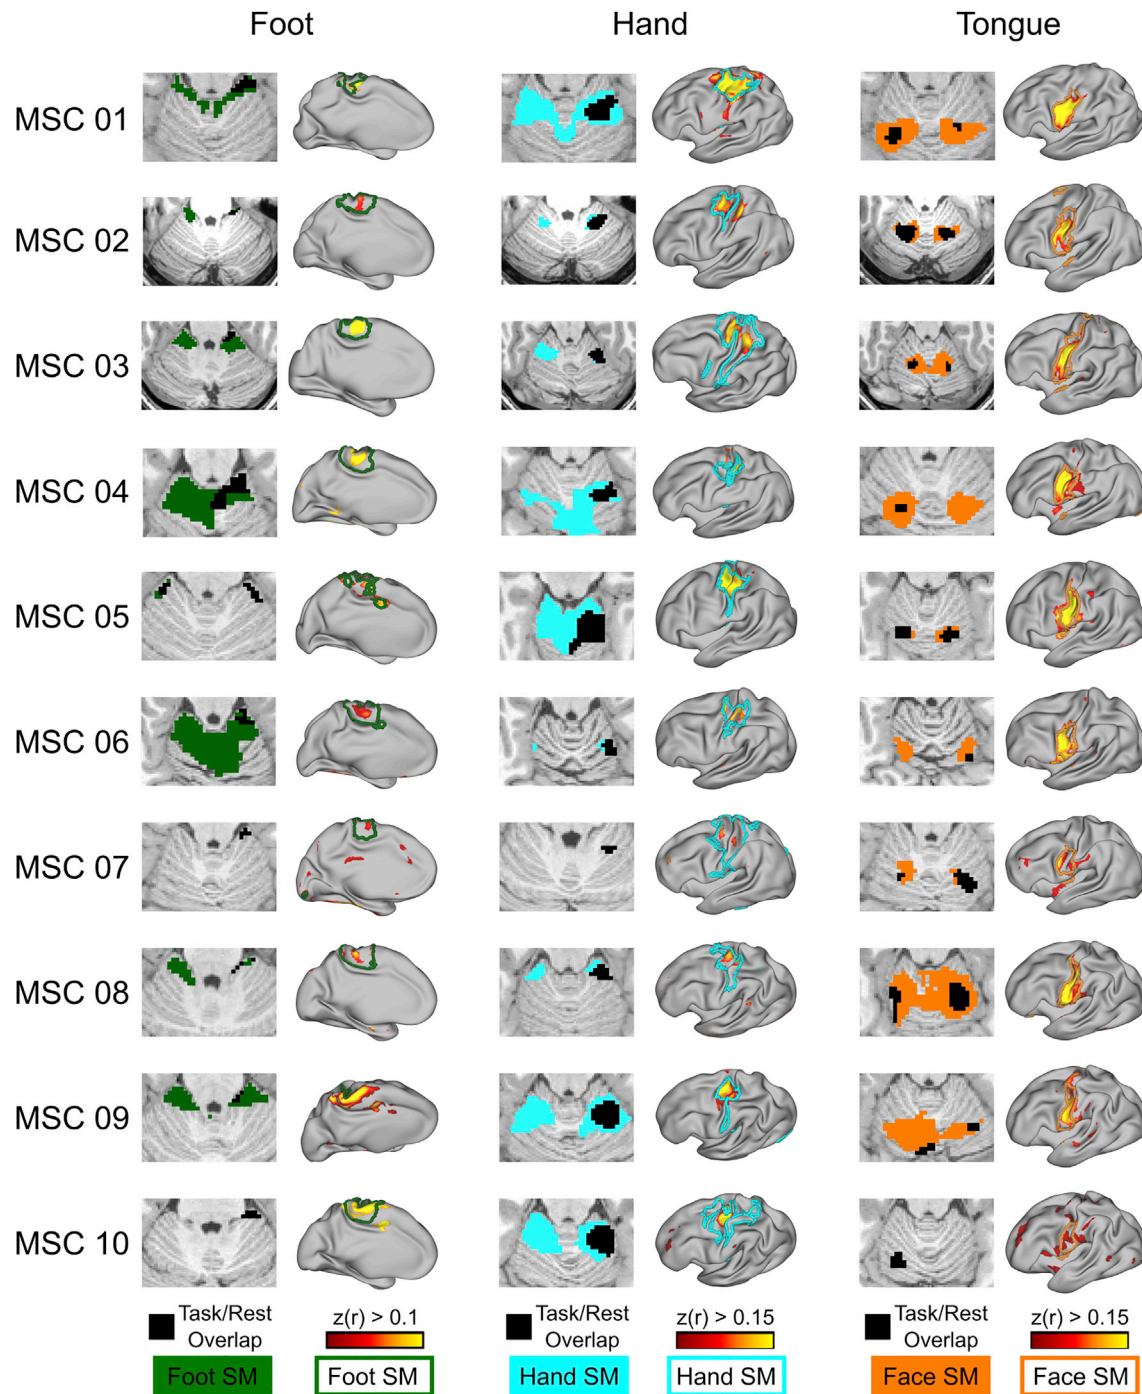 Foot Hand Tongue
MSC 01
MSC 02
MSC 03
MSC 04
MSC 05
MSC 06
MSC 07
MSC 08
MSC 09
MSC 10
Task/Rest
Overlap
z(r) > 0.1
Task/Rest
Overlap
z(r) > 0.15
Task/Rest
Overlap
z(r) > 0.15
Foot SM
Foot SM
Hand SM
Hand SM
Face SM
Face SM